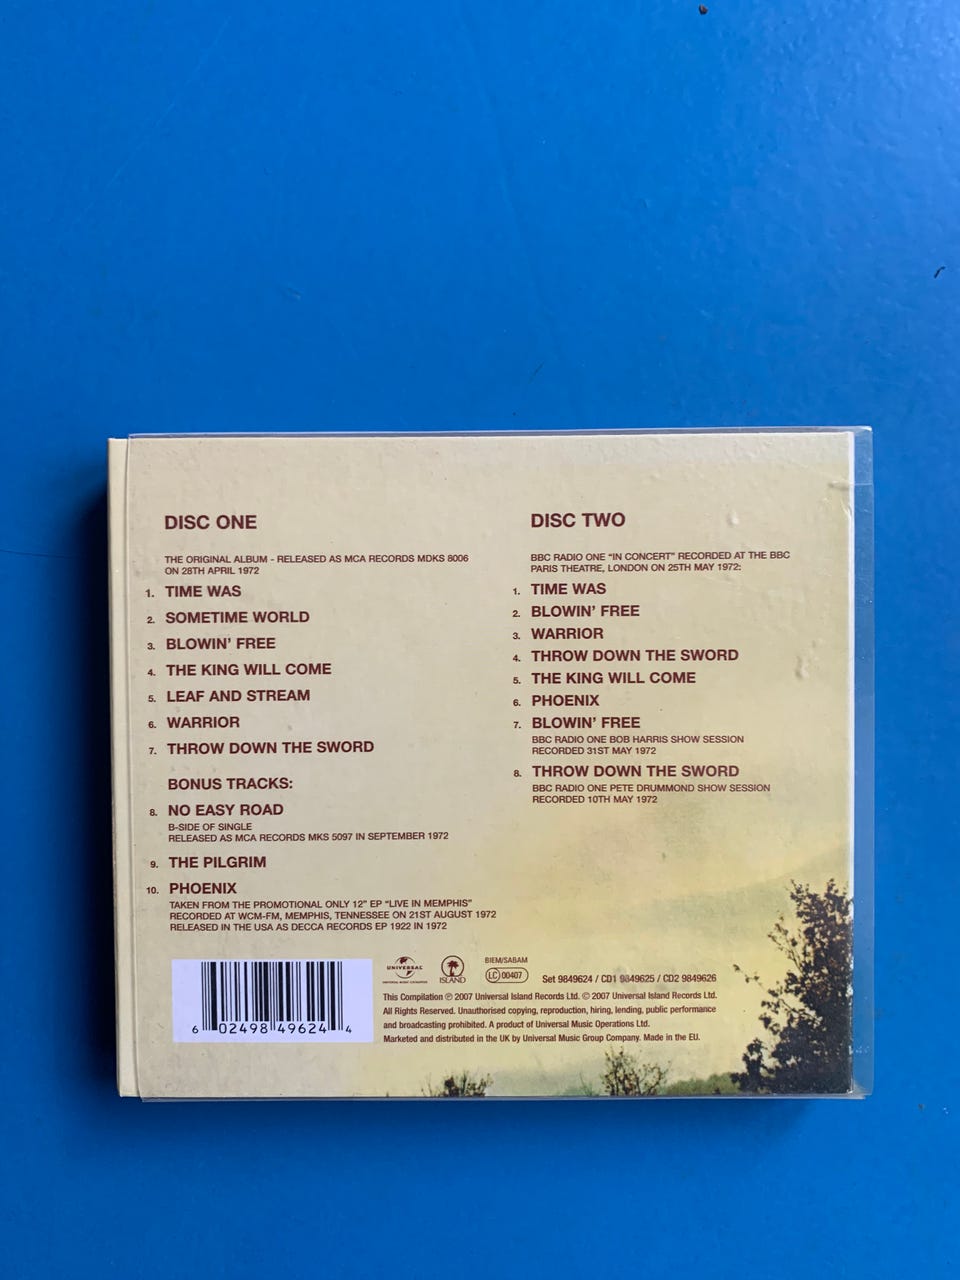 DISC ONE
THE ORIGINAL ALBUM - RELEASED AS MCA RECORDS MDKS 8006
ON 28TH APRIL 1972
1. TIME WAS
2. SOMETIME WORLD
3. BLOWIN' FREE
4. THE KING WILL COME
5. LEAF AND STREAM
6. WARRIOR
7. THROW DOWN THE SWORD
BONUS TRACKS:
8. NO EASY ROAD
B-SIDE OF SINGLE
RELEASED AS MCA RECORDS MKS 5097 IN SEPTEMBER 1972
9. THE PILGRIM
10. PHOENIX
TAKEN FROM THE PROMOTIONAL ONLY 12" EP "LIVE IN MEMPHIS"
RECORDED AT WCM-FM, MEMPHIS, TENNESSEE ON 21ST AUGUST 1972
RELEASED IN THE USA AS DECCA RECORDS EP 1922 IN 1972
DISC TWO
BBC RADIO ONE "IN CONCERT" RECORDED AT THE BBC
PARIS THEATRE, LONDON ON 25TH MAY 1972:
1. TIME WAS
2. BLOWIN' FREE
3. WARRIOR
4. THROW DOWN THE SWORD
5. THE KING WILL COME
6. PHOENIX
7. BLOWIN' FREE
BBC RADIO ONE BOB HARRIS SHOW SESSION
RECORDED 31ST MAY 1972
8. THROW DOWN THE SWORD
BBC RADIO ONE PETE DRUMMOND SHOW SESSION
RECORDED 10TH MAY 1972
6 02498 49624 4
UNIVERSAL
ISLAND
BIEM/SABAM
LC 00407
Set 9849624 / CD1 9849625 / CD2 9849626
This Compilation ℗ 2007 Universal Island Records Ltd. © 2007 Universal Island Records Ltd.
All Rights Reserved. Unauthorised copying, reproduction, hiring, lending, public performance
and broadcasting prohibited. A product of Universal Music Operations Ltd.
Marketed and distributed in the UK by Universal Music Group Company. Made in the EU.